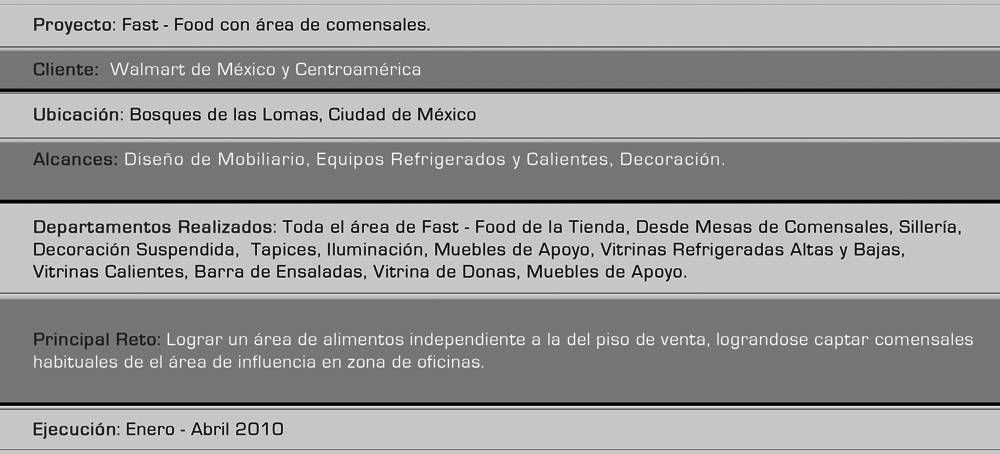 Proyecto: Fast - Food con área de comensales.
Cliente: Walmart de México y Centroamérica
Ubicación: Bosques de las Lomas, Ciudad de México
Alcances: Diseño de Mobiliario, Equipos Refrigerados y Calientes, Decoración.
Departamentos Realizados: Toda el área de Fast - Food de la Tienda, Desde Mesas de Comensales, Sillería,
Decoración Suspendida, Tapices, Iluminación, Muebles de Apoyo, Vitrinas Refrigeradas Altas y Bajas,
Vitrinas Calientes, Barra de Ensaladas, Vitrina de Donas, Muebles de Apoyo.
Principal Reto: Lograr un área de alimentos independiente a la del piso de venta, lograndose captar comensales
habituales de el área de influencia en zona de oficinas.
Ejecución: Enero - Abril 2010